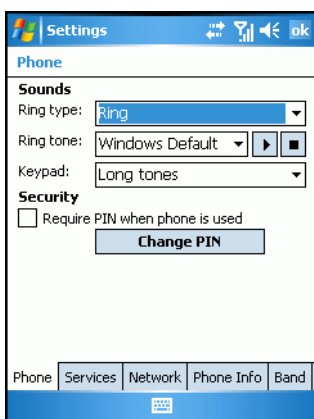 Settings ok
Phone
Sounds
Ring type: Ring
Ring tone: Windows Default
Keypad: Long tones
Security
Require PIN when phone is used
Change PIN
Phone Services Network Phone Info Band